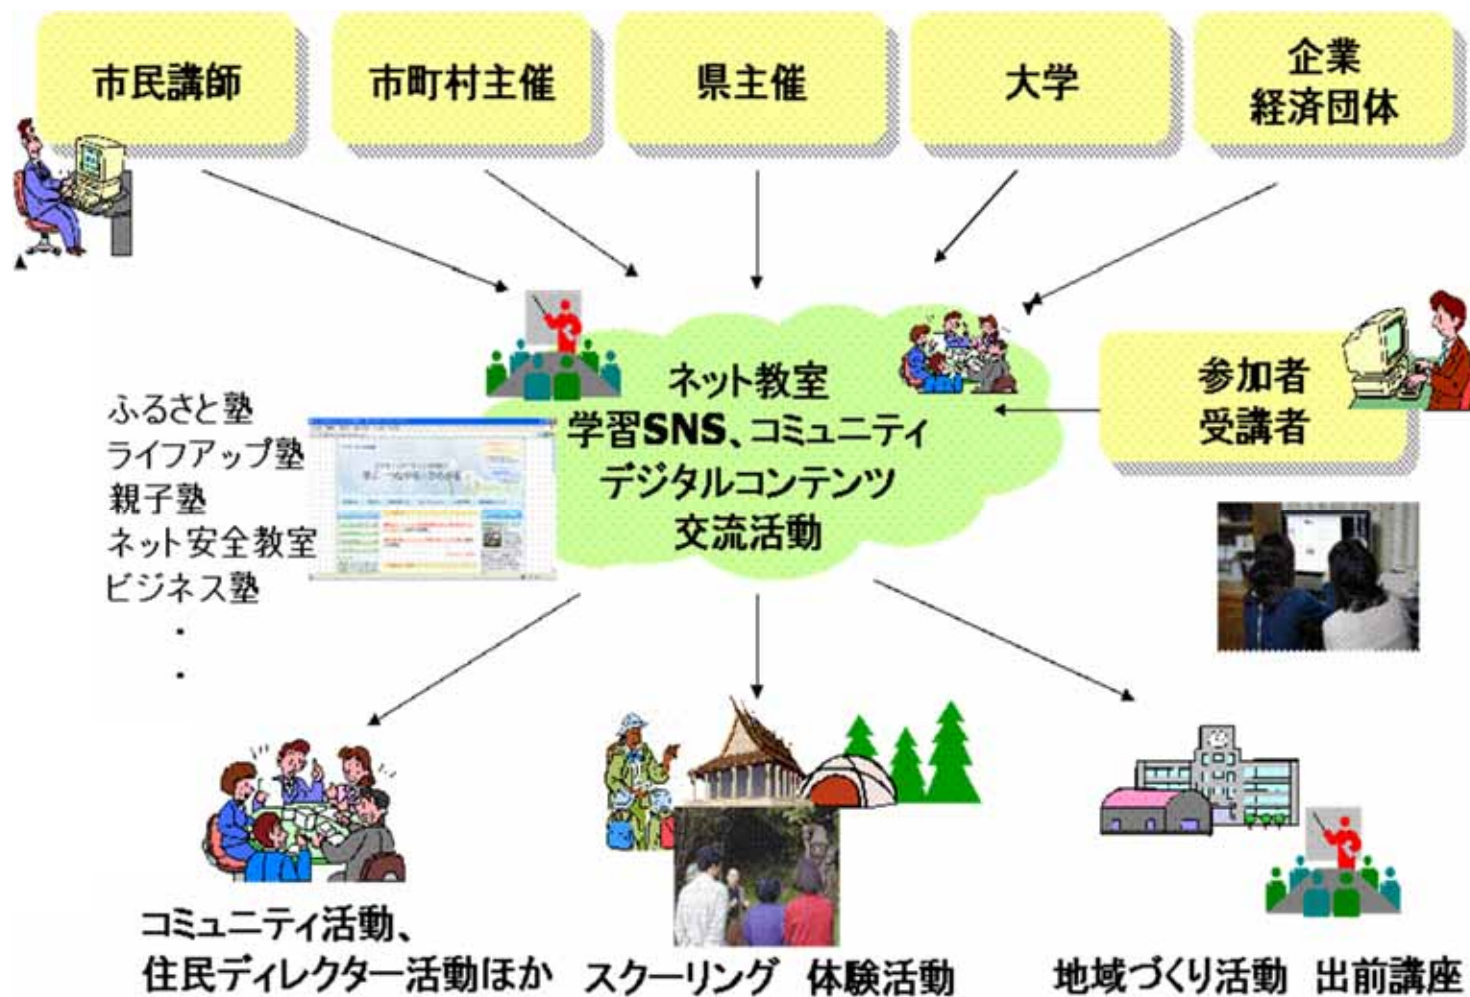 市民講師
市町村主催
県主催
大学
企業
経済団体
ネット教室
学習SNS、コミュニティ
デジタルコンテンツ
交流活動
参加者
受講者
ふるさと塾
ライフアップ塾
親子塾
ネット安全教室
ビジネス塾
・
・
コミュニティ活動、
住民ディレクター活動ほか
スクーリング 体験活動
地域づくり活動 出前講座